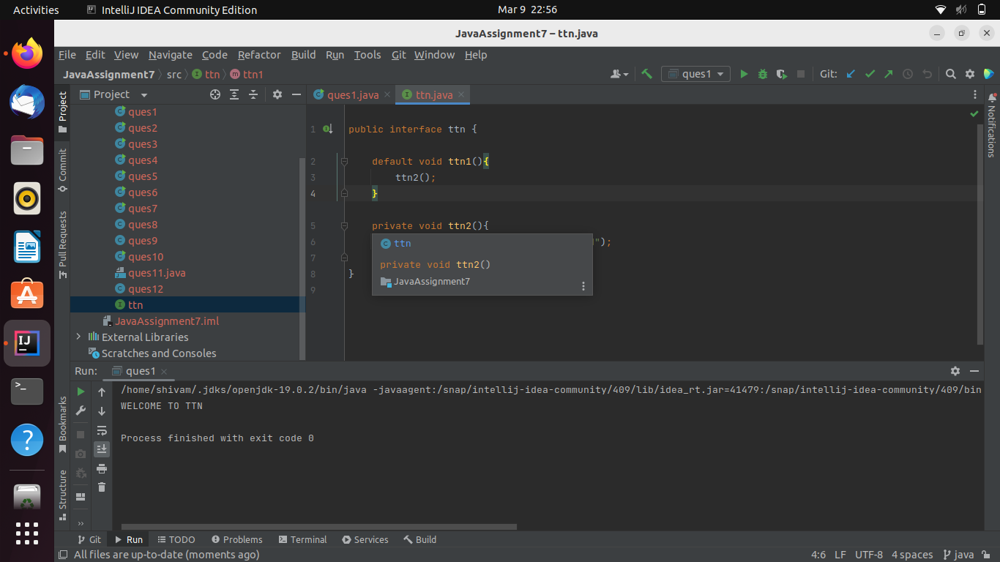 Activities IntelliJ IDEA Community Edition Mar 9 22:56
JavaAssignment7 – ttn.java
File Edit View Navigate Code Refactor Build Run Tools Git Window Help
JavaAssignment7 src ttn ttn1 ques1 Git:
Project
ques1.java ttn.java
Project
Commit
Pull Requests
Bookmarks
Structure
Notifications
ques1
ques2
ques3
ques4
ques5
ques6
ques7
ques8
ques9
ques10
ques11.java
ques12
ttn
JavaAssignment7.iml
External Libraries
Scratches and Consoles
1 public interface ttn {
2 default void ttn1(){
3 ttn2();
4 }
5 private void ttn2(){
6 ");
7
8 }
9
ttn
private void ttn2()
JavaAssignment7
Run: ques1
/home/shivam/.jdks/openjdk-19.0.2/bin/java -javaagent:/snap/intellij-idea-community/409/lib/idea_rt.jar=41479:/snap/intellij-idea-community/409/bin
WELCOME TO TTN
Process finished with exit code 0
Git Run TODO Problems Terminal Services Build
All files are up-to-date (moments ago) 4:6 LF UTF-8 4 spaces java